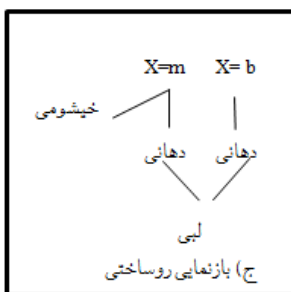 X=m X= b
خیشومی
دهانی دهانی
لبی
ج) بازنمایی روساختی